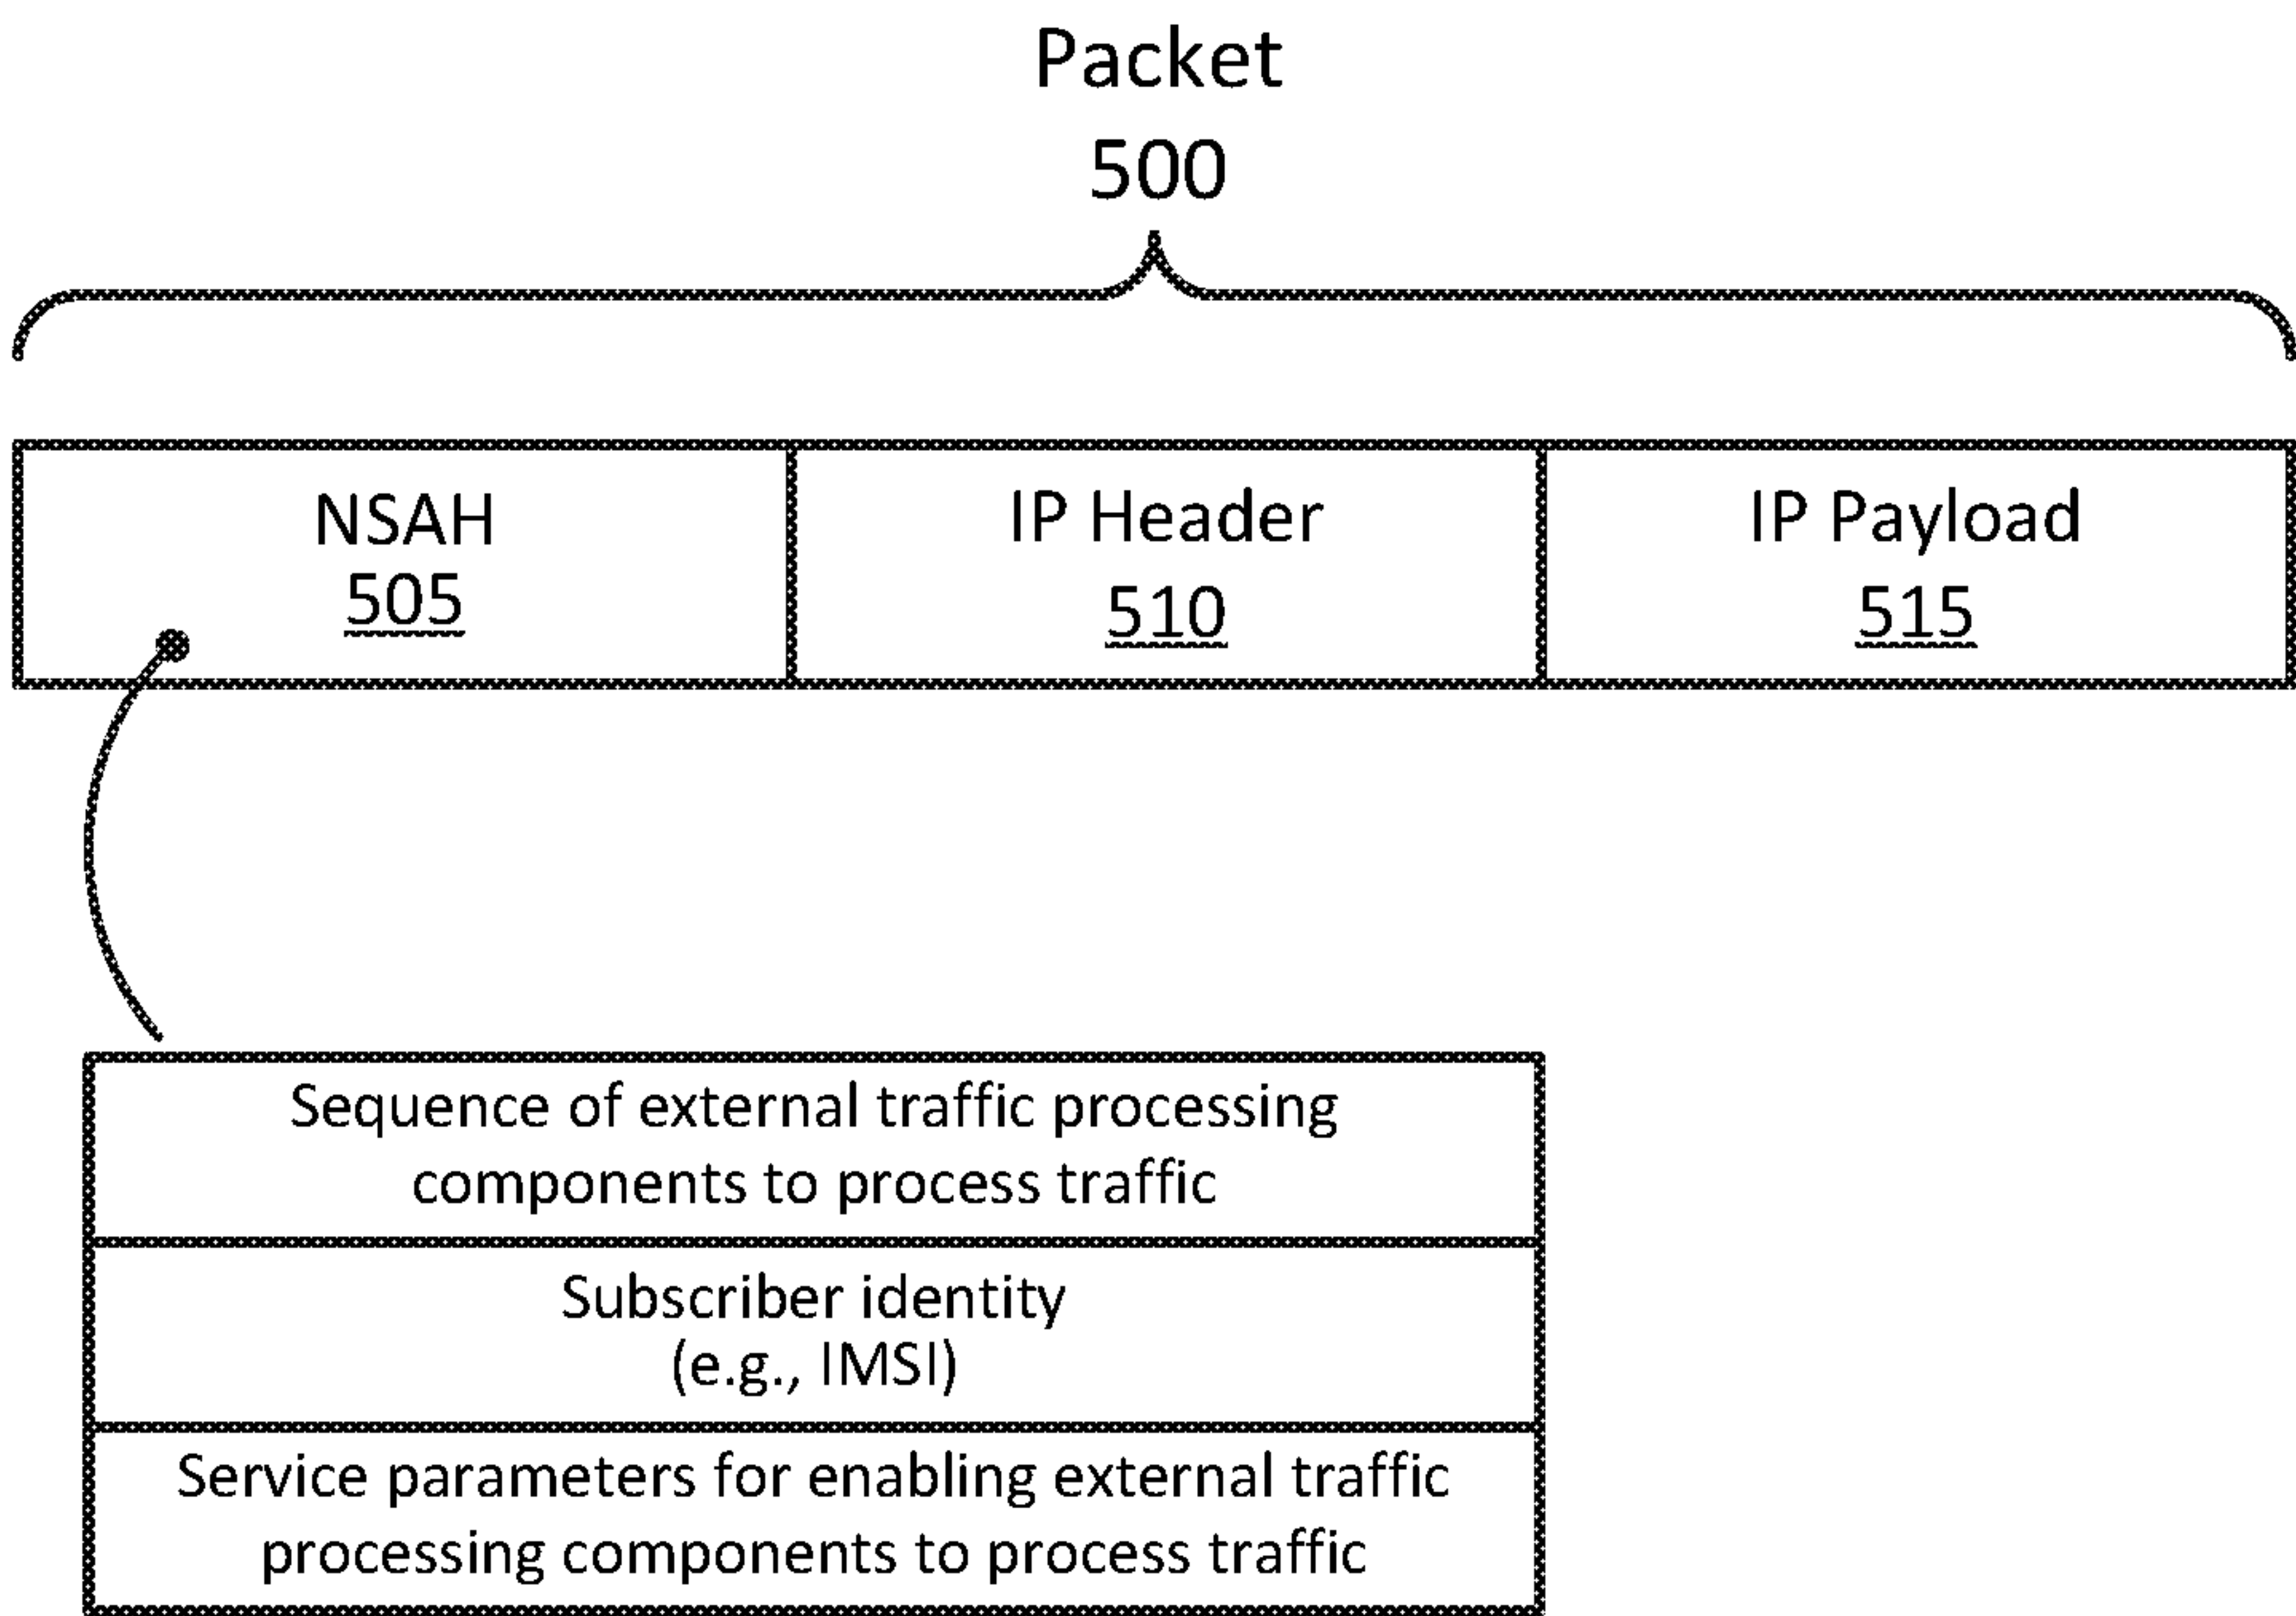 Packet
500
NSAH
505
IP Header
510
IP Payload
515
Sequence of external traffic processing
components to process traffic
Subscriber identity
(e.g., IMSI)
Service parameters for enabling external traffic
processing components to process traffic